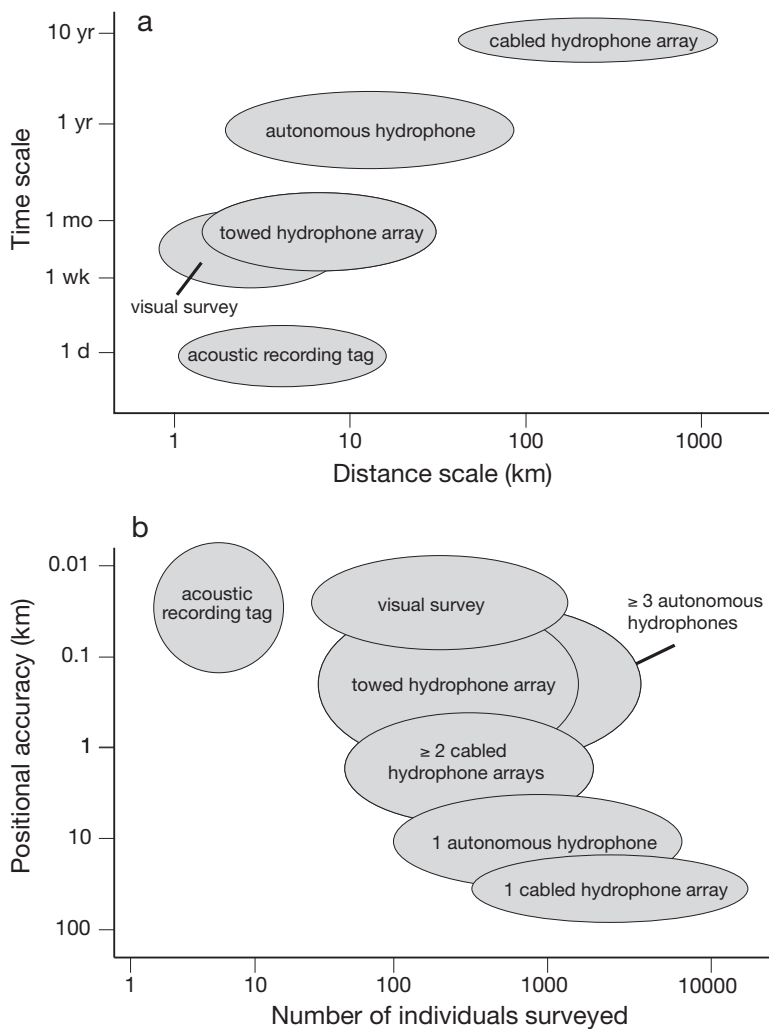 a
10 yr
cabled hydrophone array
1 yr
autonomous hydrophone
Time scale
1 mo
towed hydrophone array
1 wk
visual survey
1 d
acoustic recording tag
1
10
100
1000
Distance scale (km)
b
0.01
acoustic
recording tag
visual survey
≥ 3 autonomous
hydrophones
Positional accuracy (km)
0.1
towed hydrophone array
1
≥ 2 cabled
hydrophone arrays
10
1 autonomous hydrophone
1 cabled hydrophone array
100
1
10
100
1000
10000
Number of individuals surveyed